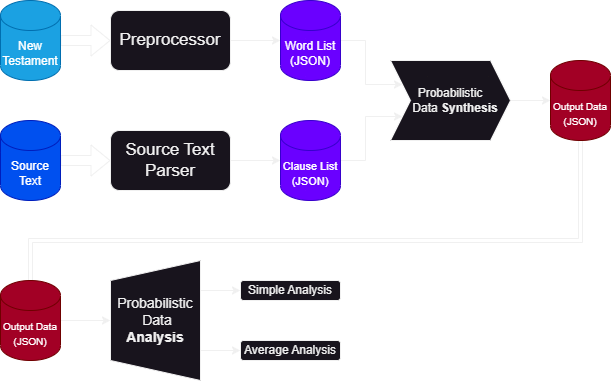 New
Testament
Preprocessor
Word List
(JSON)
Probabilistic
Data Synthesis
Output Data
(JSON)
Source
Text
Source Text
Parser
Clause List
(JSON)
Output Data
(JSON)
Probabilistic
Data
Analysis
Simple Analysis
Average Analysis